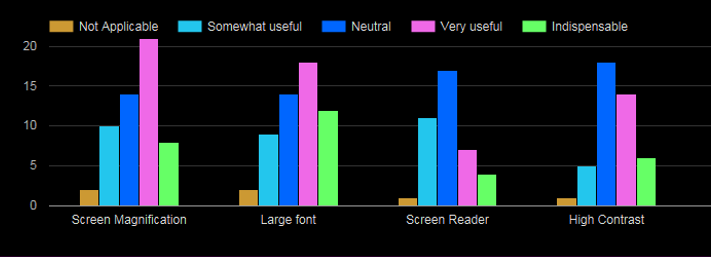 Not Applicable Somewhat useful Neutral Very useful Indispensable
20
15
10
5
0
Screen Magnification Large font Screen Reader High Contrast